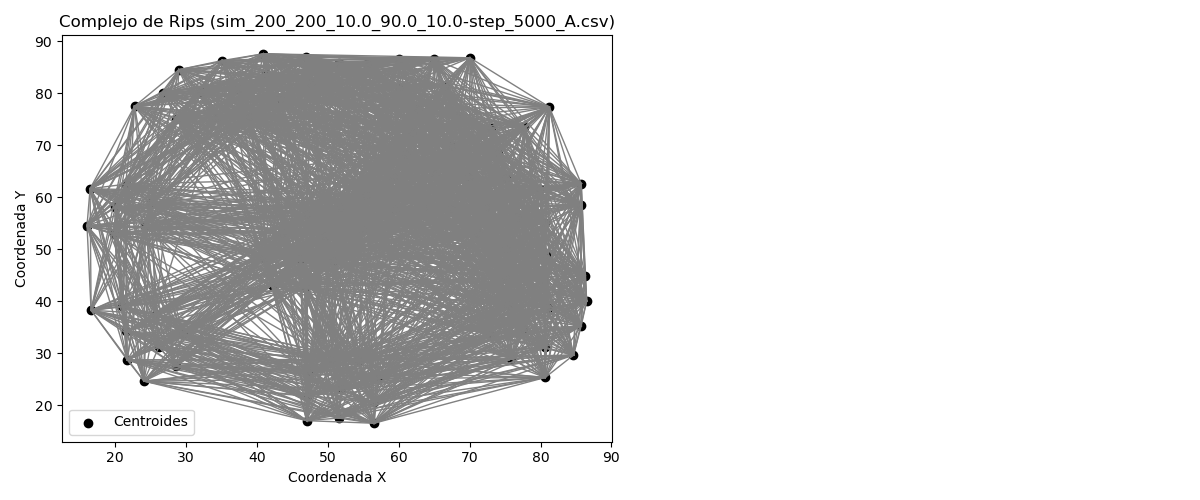 Complejo de Rips (sim_200_200_10.0_90.0_10.0-step_5000_A.csv)
90
80
70
60
50
40
30
20
Coordenada Y
Centroides
20 30 40 50 60 70 80 90
Coordenada X